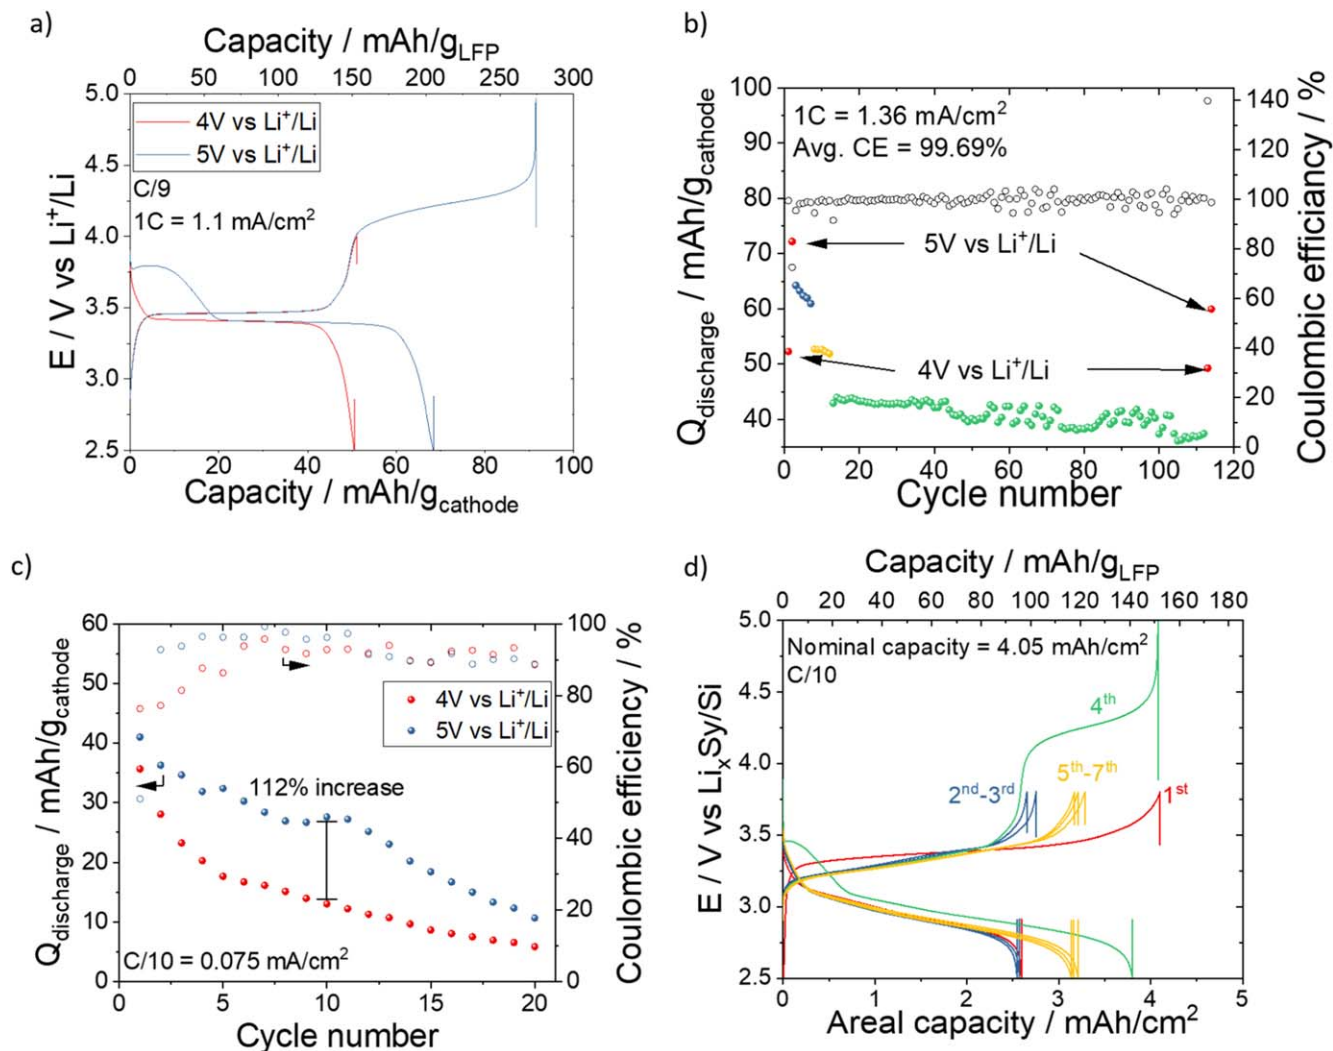 a)
Capacity / mAh/gLFP
0 50 100 150 200 250 300
5.0
4.5
4.0
3.5
3.0
2.5
E / V vs Li+/Li
4V vs Li+/Li
5V vs Li+/Li
C/9
1C = 1.1 mA/cm2
0 20 40 60 80 100
Capacity / mAh/gcathode
b)
Qdischarge / mAh/gcathode
100
90
80
70
60
50
40
1C = 1.36 mA/cm2
Avg. CE = 99.69%
5V vs Li+/Li
4V vs Li+/Li
140
120
100
80
60
40
20
0
Coulombic efficiancy / %
0 20 40 60 80 100 120
Cycle number
c)
Qdischarge / mAh/gcathode
60
50
40
30
20
10
0
4V vs Li+/Li
5V vs Li+/Li
112% increase
C/10 = 0.075 mA/cm2
100
80
60
40
20
0
Coulombic efficiency / %
0 5 10 15 20
Cycle number
d)
Capacity / mAh/gLFP
0 20 40 60 80 100 120 140 160 180
5.0
4.5
4.0
3.5
3.0
2.5
E / V vs LixSy/Si
Nominal capacity = 4.05 mAh/cm2
C/10
4th
5th-7th
2nd-3rd
1st
0 1 2 3 4 5
Areal capacity / mAh/cm2